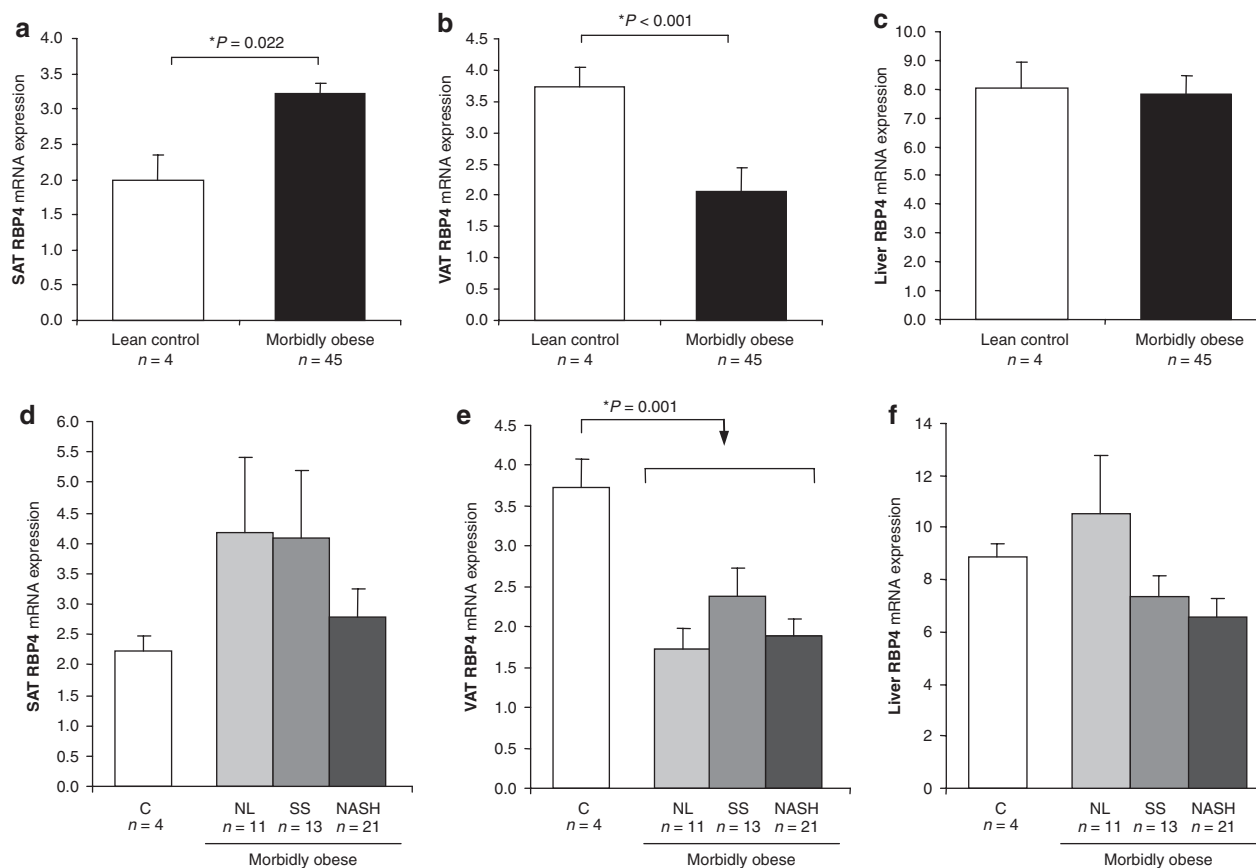 a
*P = 0.022
4.0
3.5
3.0
2.5
2.0
1.5
1.0
0.5
0.0
SAT RBP4 mRNA expression
Lean control
n = 4
Morbidly obese
n = 45
b
*P < 0.001
4.5
4.0
3.5
3.0
2.5
2.0
1.5
1.0
0.5
0.0
VAT RBP4 mRNA expression
Lean control
n = 4
Morbidly obese
n = 45
c
10.0
9.0
8.0
7.0
6.0
5.0
4.0
3.0
2.0
1.0
0.0
Liver RBP4 mRNA expression
Lean control
n = 4
Morbidly obese
n = 45
d
6.0
5.5
5.0
4.5
4.0
3.5
3.0
2.5
2.0
1.5
1.0
0.5
0.0
SAT RBP4 mRNA expression
C
n = 4
NL
n = 11
SS
n = 13
NASH
n = 21
Morbidly obese
e
*P = 0.001
4.5
4.0
3.5
3.0
2.5
2.0
1.5
1.0
0.5
0.0
VAT RBP4 mRNA expression
C
n = 4
NL
n = 11
SS
n = 13
NASH
n = 21
Morbidly obese
f
14
12
10
8
6
4
2
0
Liver RBP4 mRNA expression
C
n = 4
NL
n = 11
SS
n = 13
NASH
n = 21
Morbidly obese